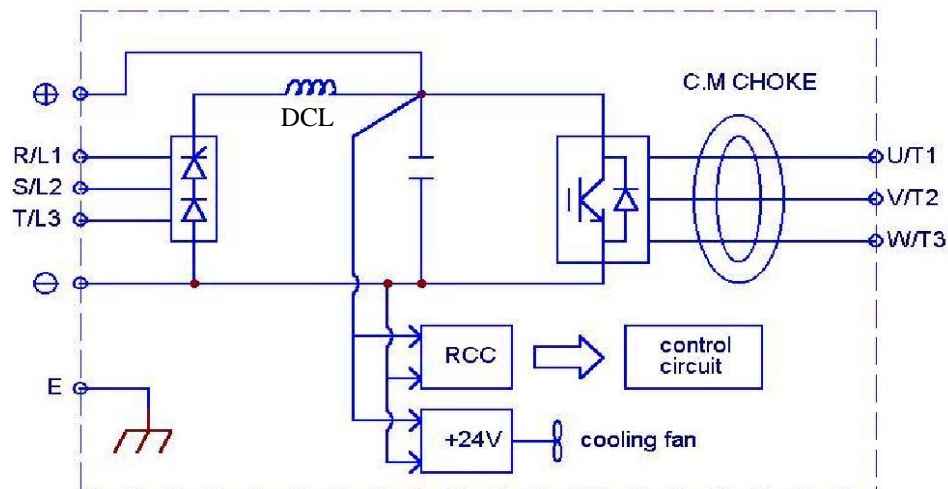 ⊕
C.M CHOKE
DCL
R/L1
S/L2
T/L3
U/T1
V/T2
W/T3
⊖
RCC
control
circuit
E
+24V
cooling fan